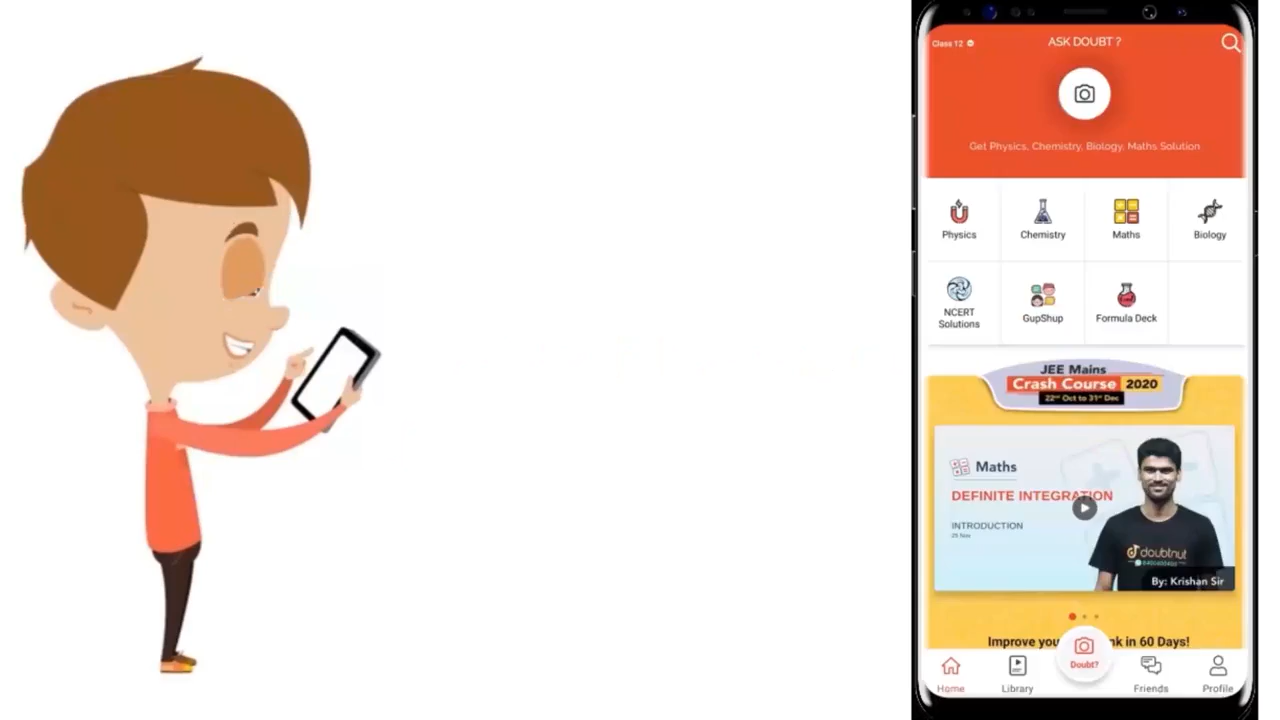 Class 12
ASK DOUBT ?
Get Physics, Chemistry, Biology, Maths Solution
Physics
Chemistry
Maths
Biology
NCERT
Solutions
GupShup
Formula Deck
JEE Mains
Crash Course 2020
22nd Oct to 31st Dec
Maths
DEFINITE INTEGRATION
INTRODUCTION
25 Nov
doubtnut
By: Krishan Sir
in 60 Days!
Improve
Doubt?
Home
Library
Friends
Profile